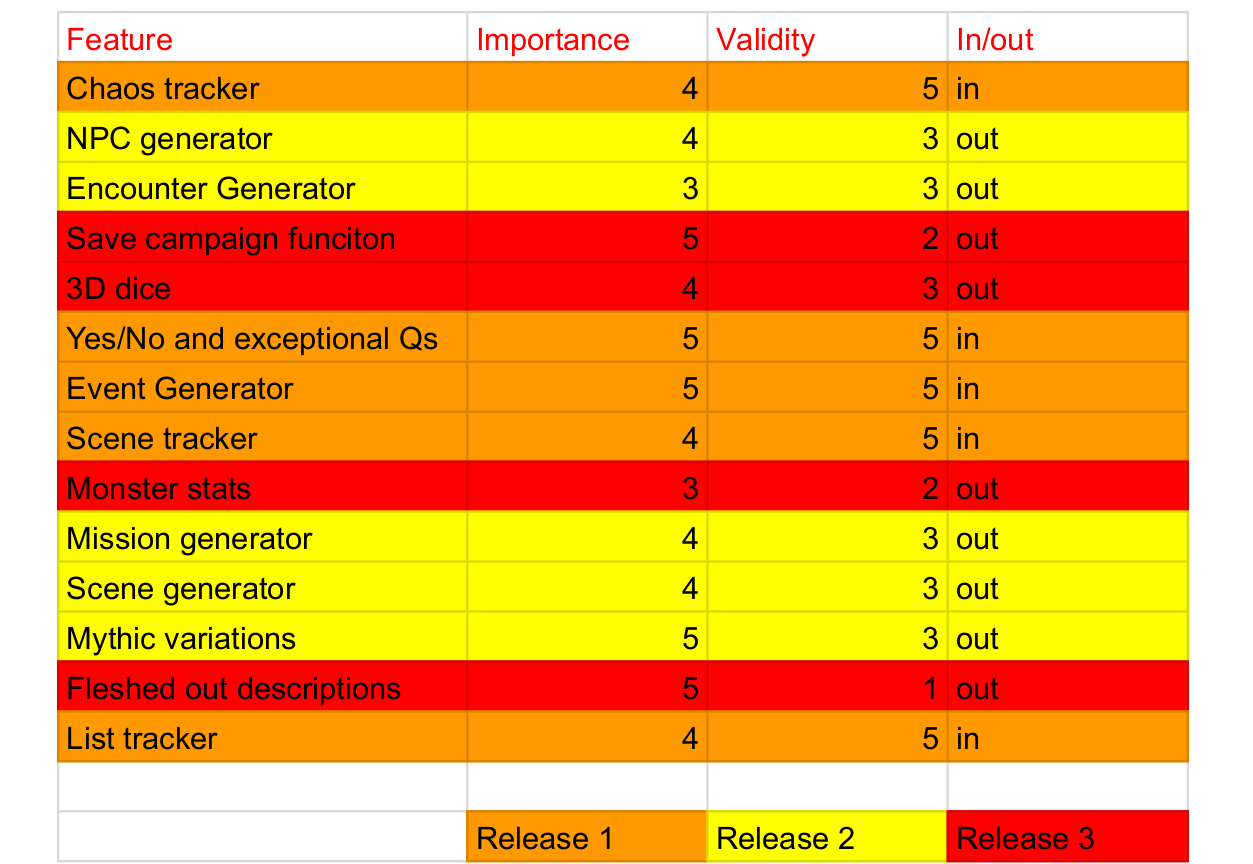 Feature Importance Validity In/out
Chaos tracker 4 5 in
NPC generator 4 3 out
Encounter Generator 3 3 out
Save campaign funciton 5 2 out
3D dice 4 3 out
Yes/No and exceptional Qs 5 5 in
Event Generator 5 5 in
Scene tracker 4 5 in
Monster stats 3 2 out
Mission generator 4 3 out
Scene generator 4 3 out
Mythic variations 5 3 out
Fleshed out descriptions 5 1 out
List tracker 4 5 in
Release 1 Release 2 Release 3